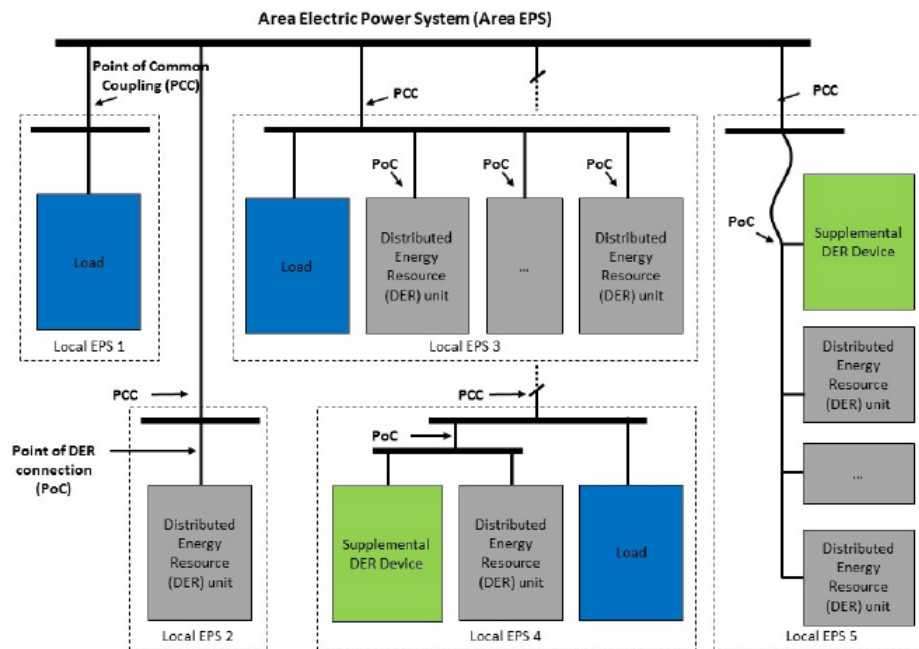 Area Electric Power System (Area EPS)
Point of Common
Coupling (PCC)
PCC
PCC
PoC
PoC
PoC
Load
Load
Distributed
Energy
Resource
(DER) unit
...
Distributed
Energy
Resource
(DER) unit
PoC
Supplemental
DER Device
Local EPS 1
Local EPS 3
Distributed
Energy
Resource
(DER) unit
PCC
PCC
Point of DER
connection
(PoC)
PoC
...
Distributed
Energy
Resource
(DER) unit
Supplemental
DER Device
Distributed
Energy
Resource
(DER) unit
Load
Distributed
Energy
Resource
(DER) unit
Local EPS 2
Local EPS 4
Local EPS 5